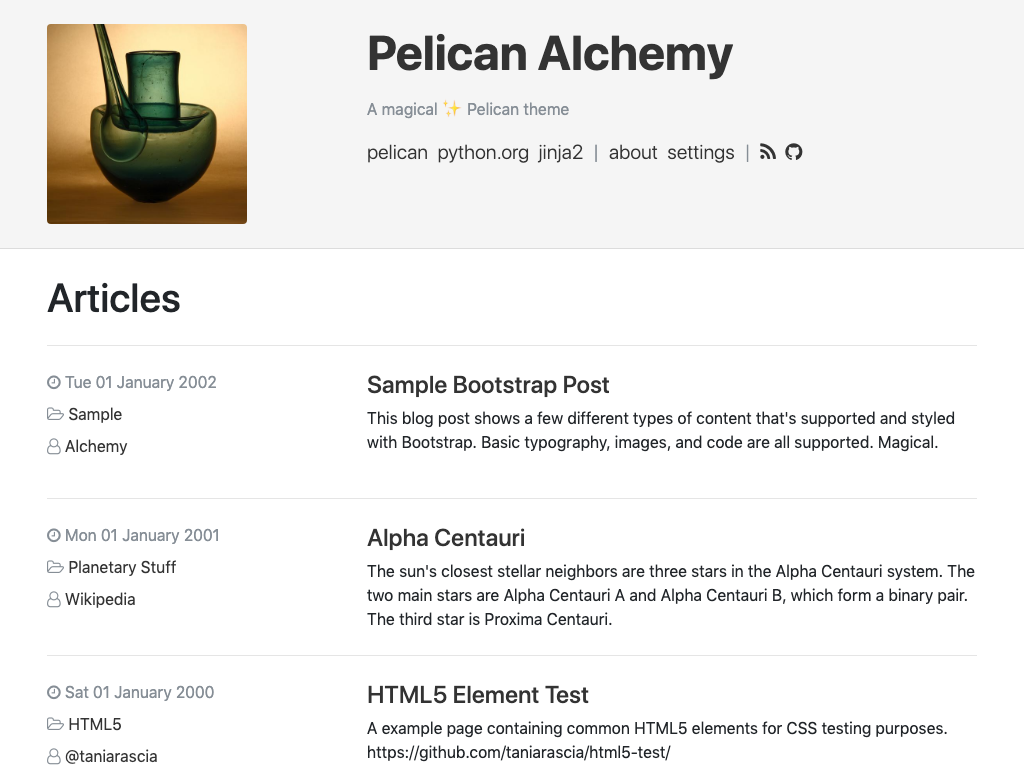 Pelican Alchemy
A magical ✨ Pelican theme
pelican python.org jinja2 | about settings |
Articles
Tue 01 January 2002
Sample
Alchemy
Sample Bootstrap Post
This blog post shows a few different types of content that's supported and styled
with Bootstrap. Basic typography, images, and code are all supported. Magical.
Mon 01 January 2001
Planetary Stuff
Wikipedia
Alpha Centauri
The sun's closest stellar neighbors are three stars in the Alpha Centauri system. The
two main stars are Alpha Centauri A and Alpha Centauri B, which form a binary pair.
The third star is Proxima Centauri.
Sat 01 January 2000
HTML5
@taniarascia
HTML5 Element Test
A example page containing common HTML5 elements for CSS testing purposes.
https://github.com/taniarascia/html5-test/